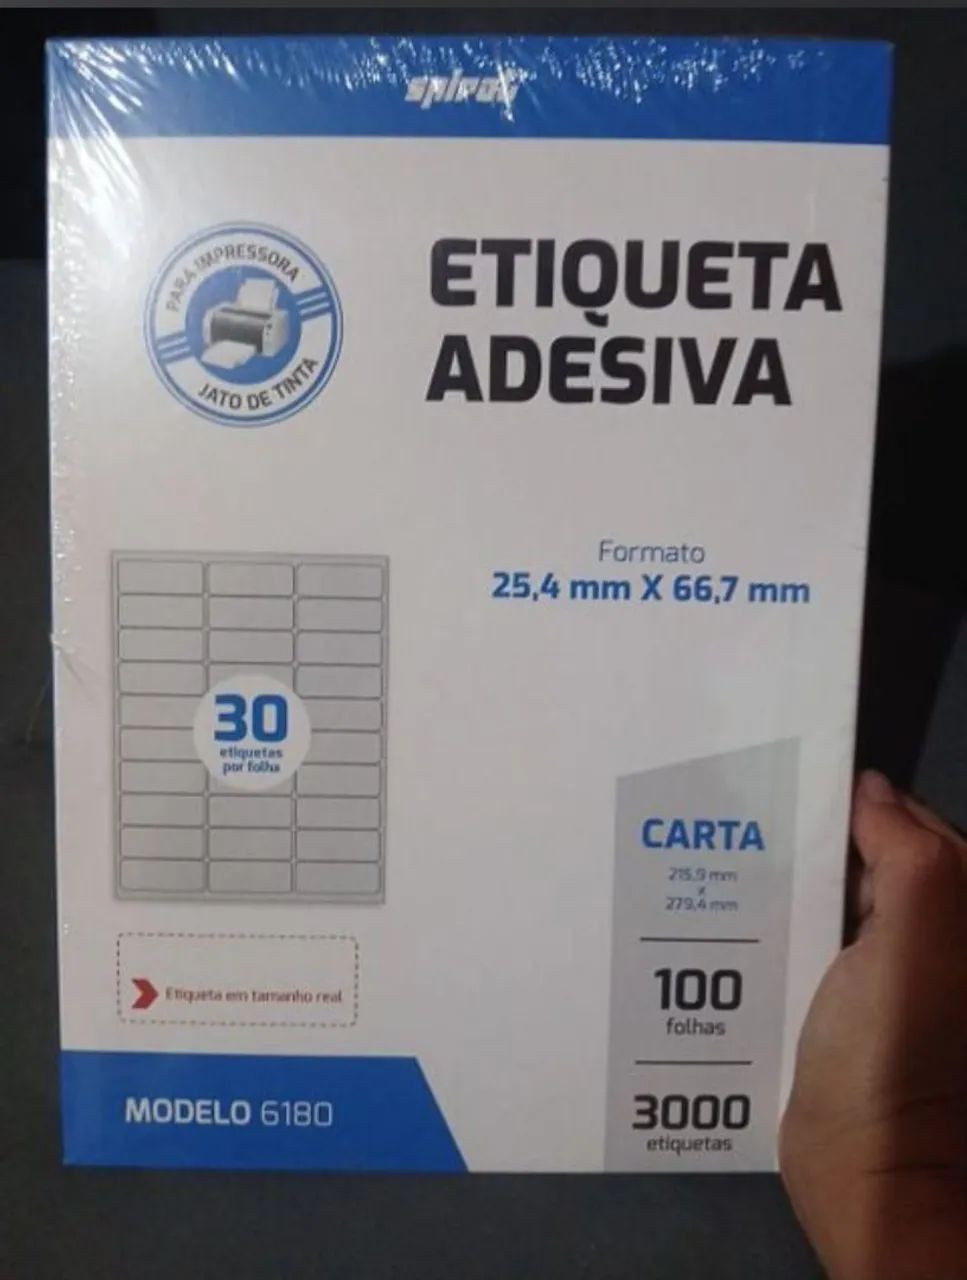 spiral
PARA IMPRESSORA
JATO DE TINTA
ETIQUETA
ADESIVA
Formato
25,4 mm X 66,7 mm
30
etiquetas
por folha
CARTA
215,9 mm
x
279,4 mm
100
folhas
3000
etiquetas
Etiqueta em tamanho real
MODELO 6180